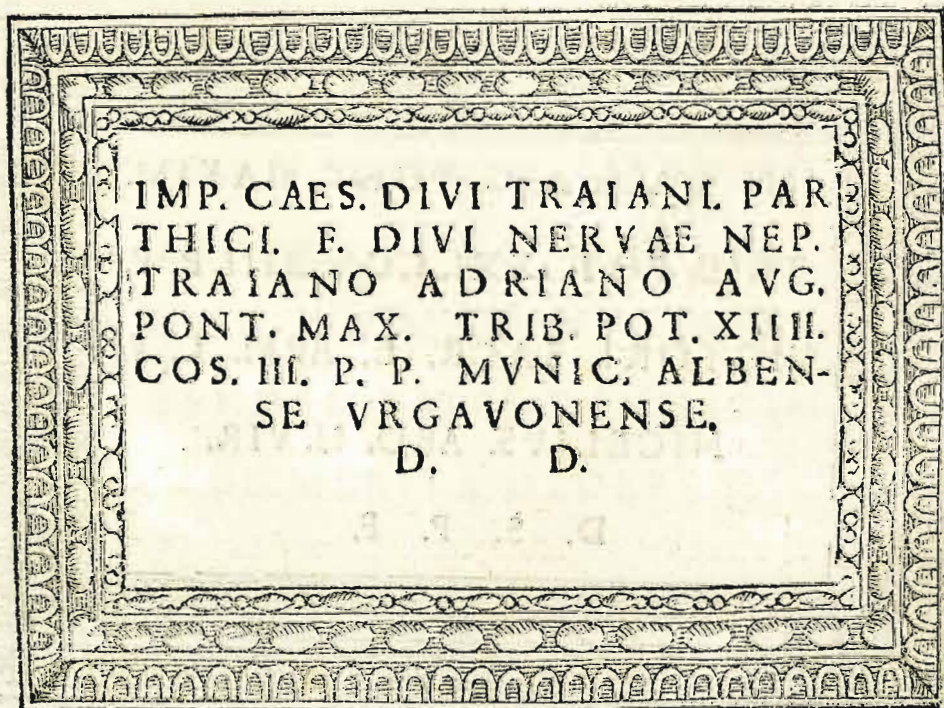 IMP. CAES. DIVI TRAIANI. PAR
THICI. F. DIVI NERVAE NEP.
TRAIANO ADRIANO AVG.
PONT. MAX. TRIB. POT. XIIII.
COS. III. P. P. MVNIC. ALBEN-
SE VRGAVONENSE.
D. D.